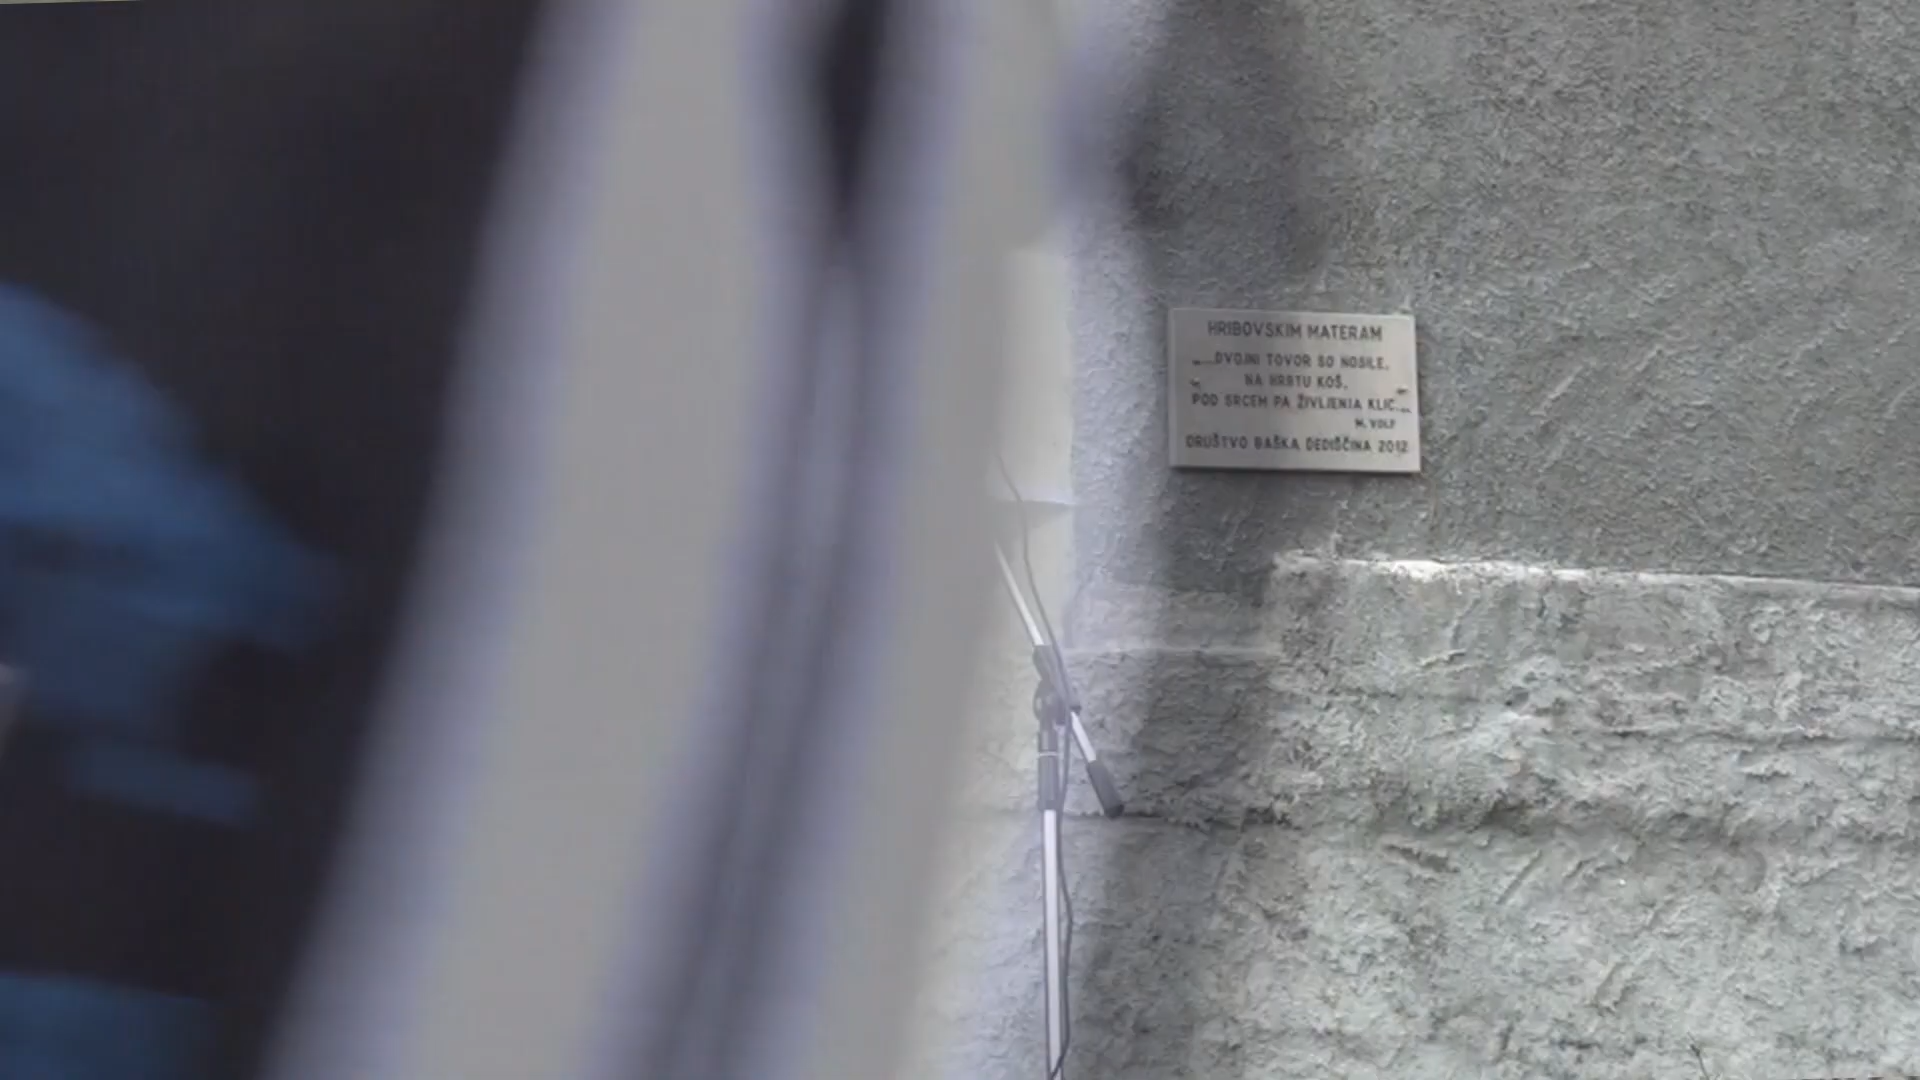 HRIBOVSKIM MATERAM
„...DVOJNI TOVOR SO NOSILE,
NA HRBTU KOŠ,
POD SRCEM PA ŽIVLJENJA KLIC...“
M. VOLF
DRUŠTVO BAŠKA DEDIŠČINA 2012